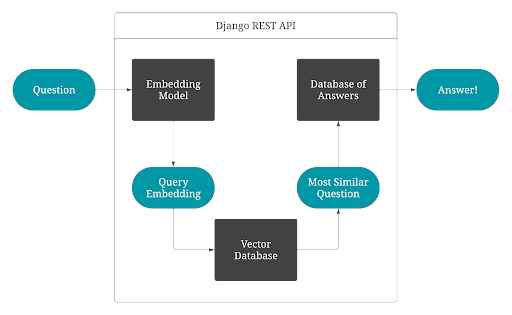 Django REST API
Question
Embedding
Model
Database of
Answers
Answer!
Query
Embedding
Most Similar
Question
Vector
Database